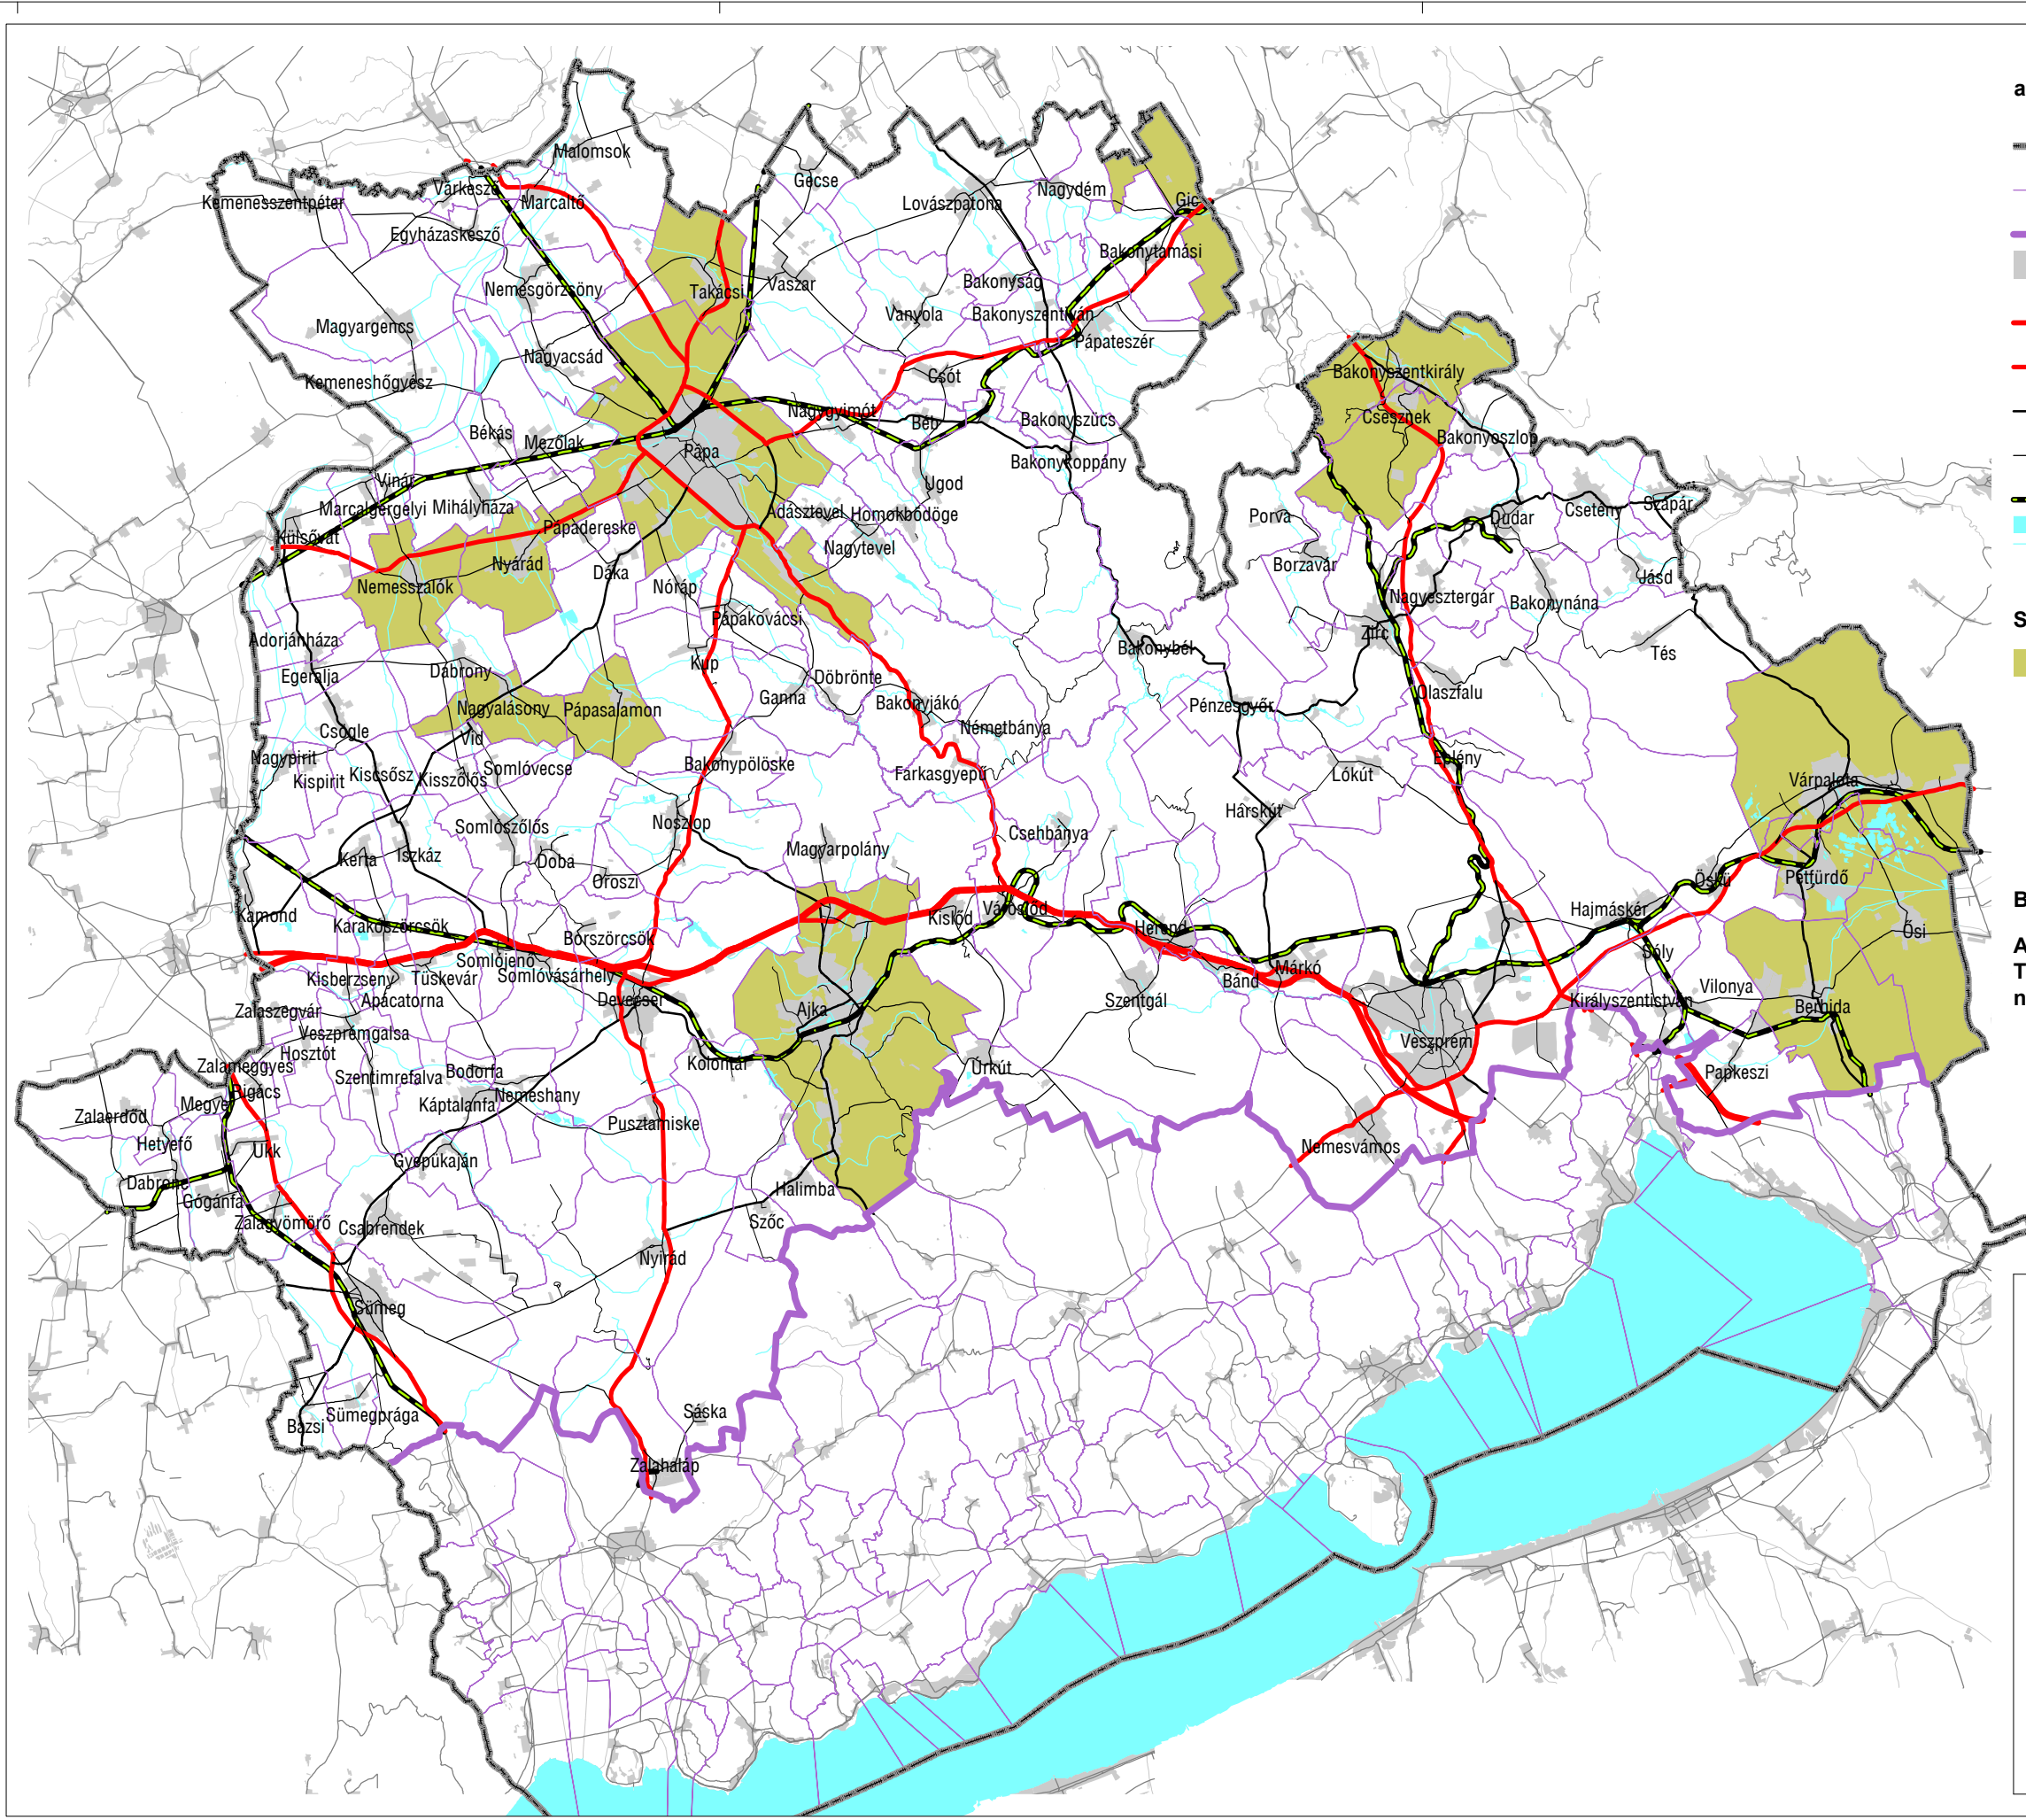 a
Malomsok
Gecse
Várkesző
Nagydém
Kemenesszentpéter
Marcaltő
Lovászpatona
Gic
Egyházaskesző
Bakonytamási
Nemesgörzsöny
Takácsi
Vaszar
Bakonyság
Magyargencs
Vanyola
Bakonyszentiván
Nagyacsád
Pápateszér
Kemeneshőgyész
Csót
Bakonyszentkirály
Nagygyimót
Csesznek
Békás
Mezőlak
Béb
Bakonyszücs
Bakonyoszlop
Pápa
Bakonykoppány
Vinár
Ugod
Marcalgergelyi
Mihályháza
Adásztevel
Homokbödöge
Porva
Dudar
Csetény
Szápár
Külsővat
Pápadereske
Nagytevel
Nyárád
Borzavár
Nemesszalók
Dáka
Nóráp
Jásd
Nagyesztergár
Bakonynána
Pápakovácsi
S
Adorjánháza
Zirc
Bakonybél
Tés
Egeralja
Dabrony
Kup
Döbrönte
Ganna
Olaszfalu
Nagyalásony
Pápasalamon
Bakonyjákó
Pénzesgyőr
Csögle
Vid
Németbánya
Nagypirit
Kispirit
Kiscsősz
Kisszőlős
Somlóvecse
Bakonypölöske
Farkasgyepű
Lókút
Eplény
Várpalota
Somlószőlős
Noszlop
Csehbánya
Hárskút
Kerta
Iszkáz
Doba
Magyarpolány
Oroszi
Öskü
Pétfürdő
B
Kamond
Karakószörcsök
Kislőd
Városlőd
Hajmáskér
Borszörcsök
Herend
Ősi
A
Somlójenő
Sóly
Kisberzseny
Tüskevár
Somlóvásárhely
Bánd
Márkó
T
Apácatorna
Devecser
Szentgál
Királyszentistván
Vilonya
n
Zalaszegvár
Ajka
Berhida
Veszprémgalsa
Veszprém
Hosztót
Zalameggyes
Kolontár
Úrkút
Szentimrefalva
Bodorfa
Papkeszi
Rigács
Megyer
Káptalanfa
Nemeshany
Zalaerdőd
Pusztamiske
Hetyefő
Ukk
Nemesvámos
Gyepükaján
Dabronc
Halimba
Gógánfa
Zalagyömörő
Csabrendek
Szőc
Nyirád
Sümeg
Sáska
Sümegprága
Bazsi
Zalahaláp